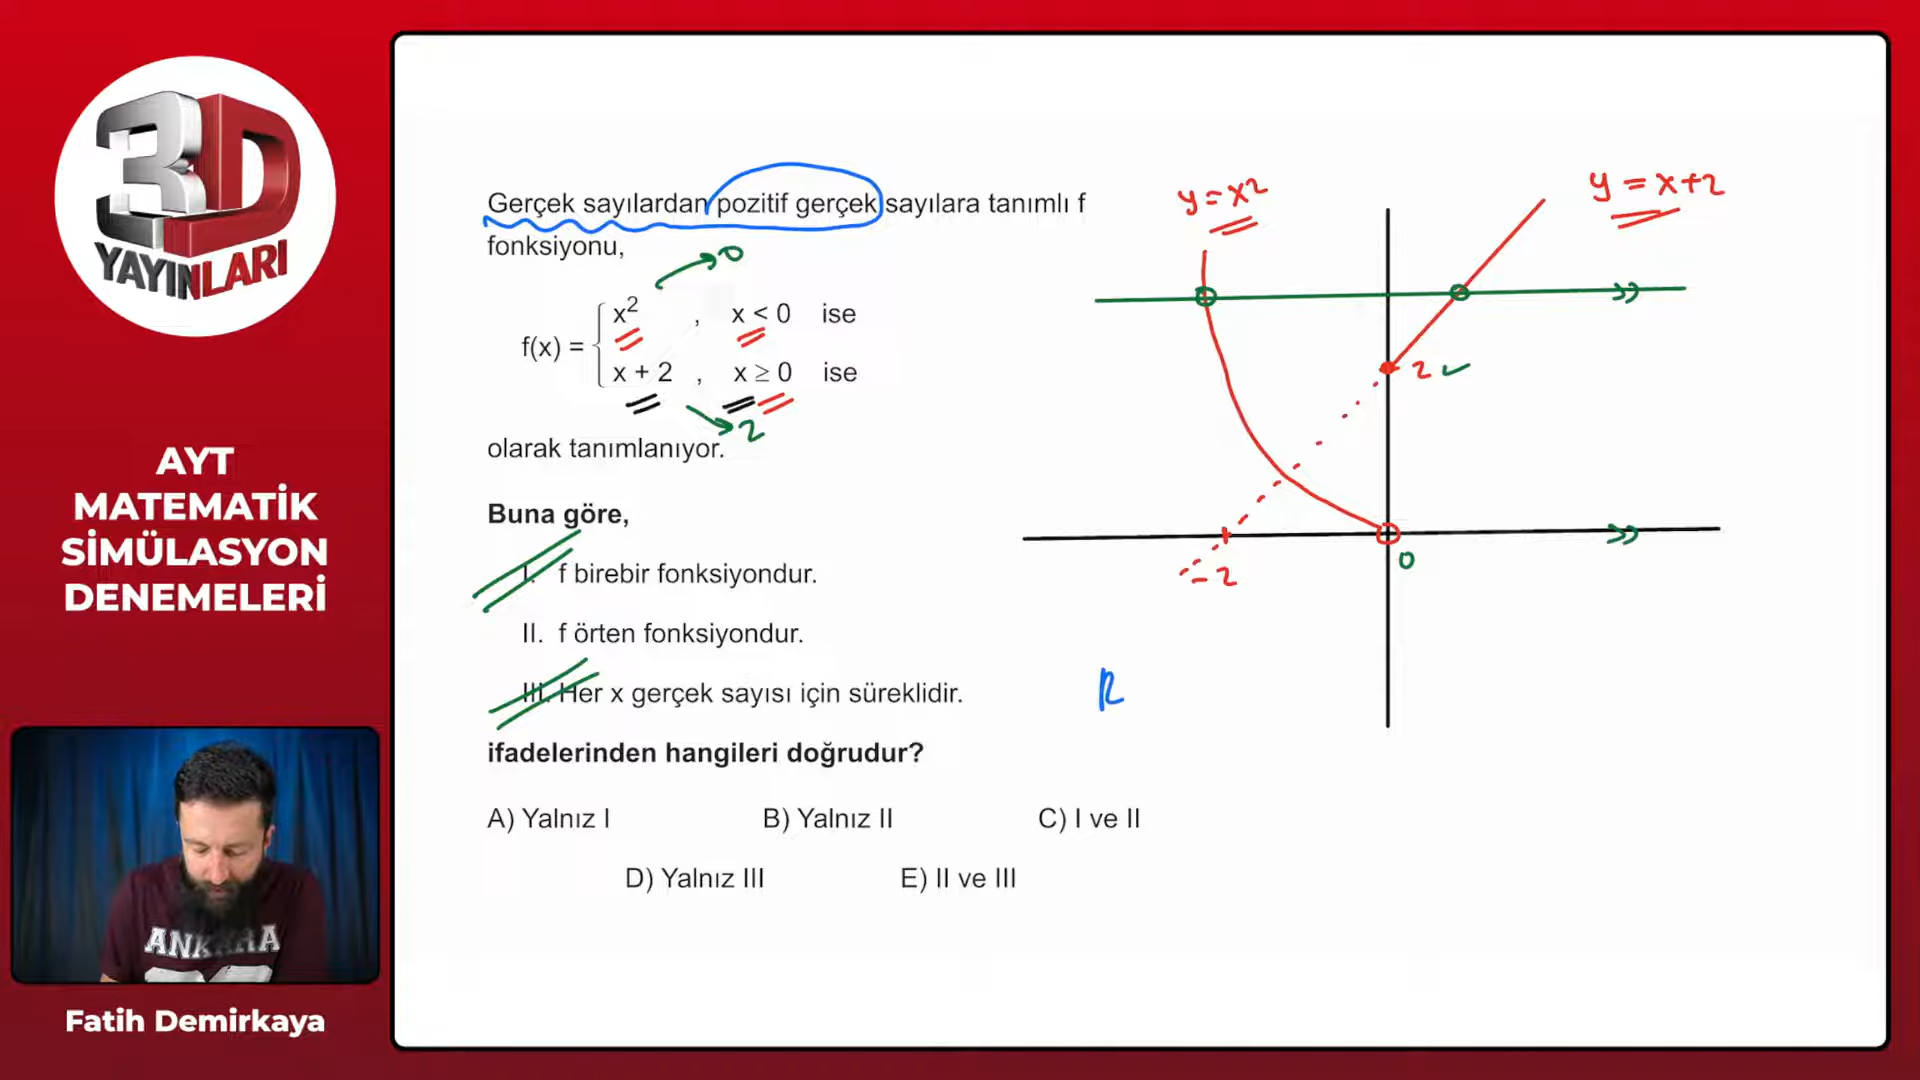 3D
YAYINLARI
AYT
MATEMATİK
SİMÜLASYON
DENEMELERİ
ANKARA
Fatih Demirkaya
Gerçek sayılardan pozitif gerçek sayılara tanımlı f
fonksiyonu,
→ 0
x² , x < 0 ise
f(x) = {
x + 2 , x ≥ 0 ise
→ 2
olarak tanımlanıyor.
Buna göre,
I. f birebir fonksiyondur.
II. f örten fonksiyondur.
III. Her x gerçek sayısı için süreklidir.
ifadelerinden hangileri doğrudur?
A) Yalnız I B) Yalnız II C) I ve II
D) Yalnız III E) II ve III
y = x²
y = x+2
2 ✓
-2
0
R